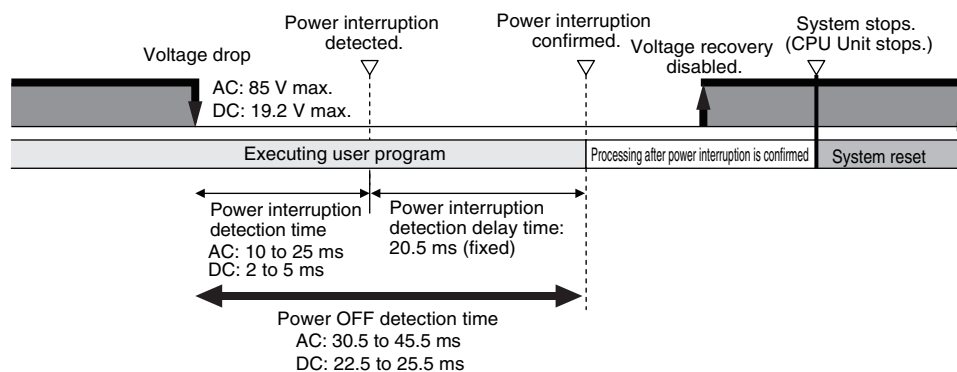 Voltage drop
Power interruption
detected.
Power interruption
confirmed.
Voltage recovery
disabled.
System stops.
(CPU Unit stops.)
AC: 85 V max.
DC: 19.2 V max.
Executing user program
Processing after power interruption is confirmed
System reset
Power interruption
detection time
AC: 10 to 25 ms
DC: 2 to 5 ms
Power interruption
detection delay time:
20.5 ms (fixed)
Power OFF detection time
AC: 30.5 to 45.5 ms
DC: 22.5 to 25.5 ms